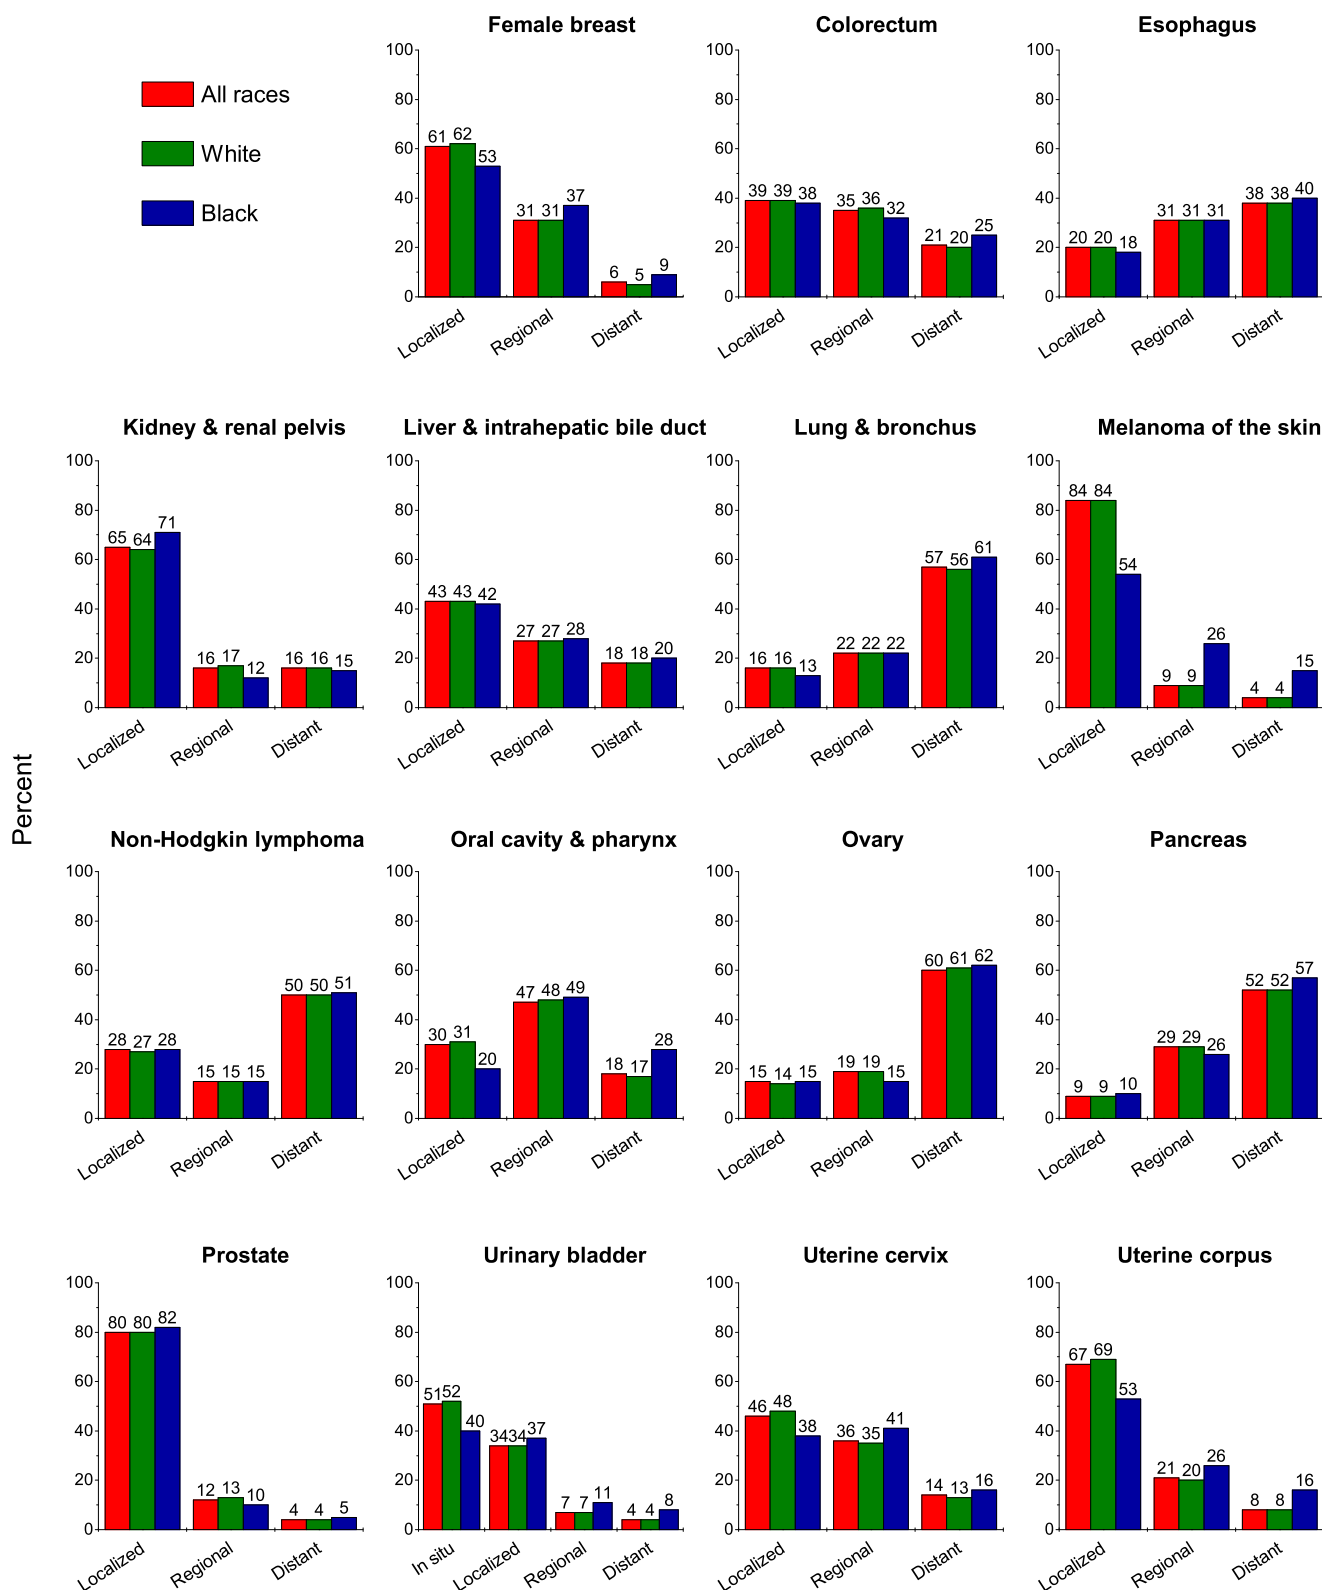 All races
White
Black
Percent
Female breast
100
80
60
40
20
0
61 62 53
31 31 37
6 5 9
Localized Regional Distant
Colorectum
100
80
60
40
20
0
39 39 38
35 36 32
21 20 25
Localized Regional Distant
Esophagus
100
80
60
40
20
0
20 20 18
31 31 31
38 38 40
Localized Regional Distant
Kidney & renal pelvis
100
80
60
40
20
0
65 64 71
16 17 12
16 16 15
Localized Regional Distant
Liver & intrahepatic bile duct
100
80
60
40
20
0
43 43 42
27 27 28
18 18 20
Localized Regional Distant
Lung & bronchus
100
80
60
40
20
0
16 16 13
22 22 22
57 56 61
Localized Regional Distant
Melanoma of the skin
100
80
60
40
20
0
84 84 54
9 9 26
4 4 15
Localized Regional Distant
Non-Hodgkin lymphoma
100
80
60
40
20
0
28 27 28
15 15 15
50 50 51
Localized Regional Distant
Oral cavity & pharynx
100
80
60
40
20
0
30 31 20
47 48 49
18 17 28
Localized Regional Distant
Ovary
100
80
60
40
20
0
15 14 15
19 19 15
60 61 62
Localized Regional Distant
Pancreas
100
80
60
40
20
0
9 9 10
29 29 26
52 52 57
Localized Regional Distant
Prostate
100
80
60
40
20
0
80 80 82
12 13 10
4 4 5
Localized Regional Distant
Urinary bladder
100
80
60
40
20
0
51 52 40
34 34 37
7 7 11
4 4 8
In situ Localized Regional Distant
Uterine cervix
100
80
60
40
20
0
46 48 38
36 35 41
14 13 16
Localized Regional Distant
Uterine corpus
100
80
60
40
20
0
67 69 53
21 20 26
8 8 16
Localized Regional Distant